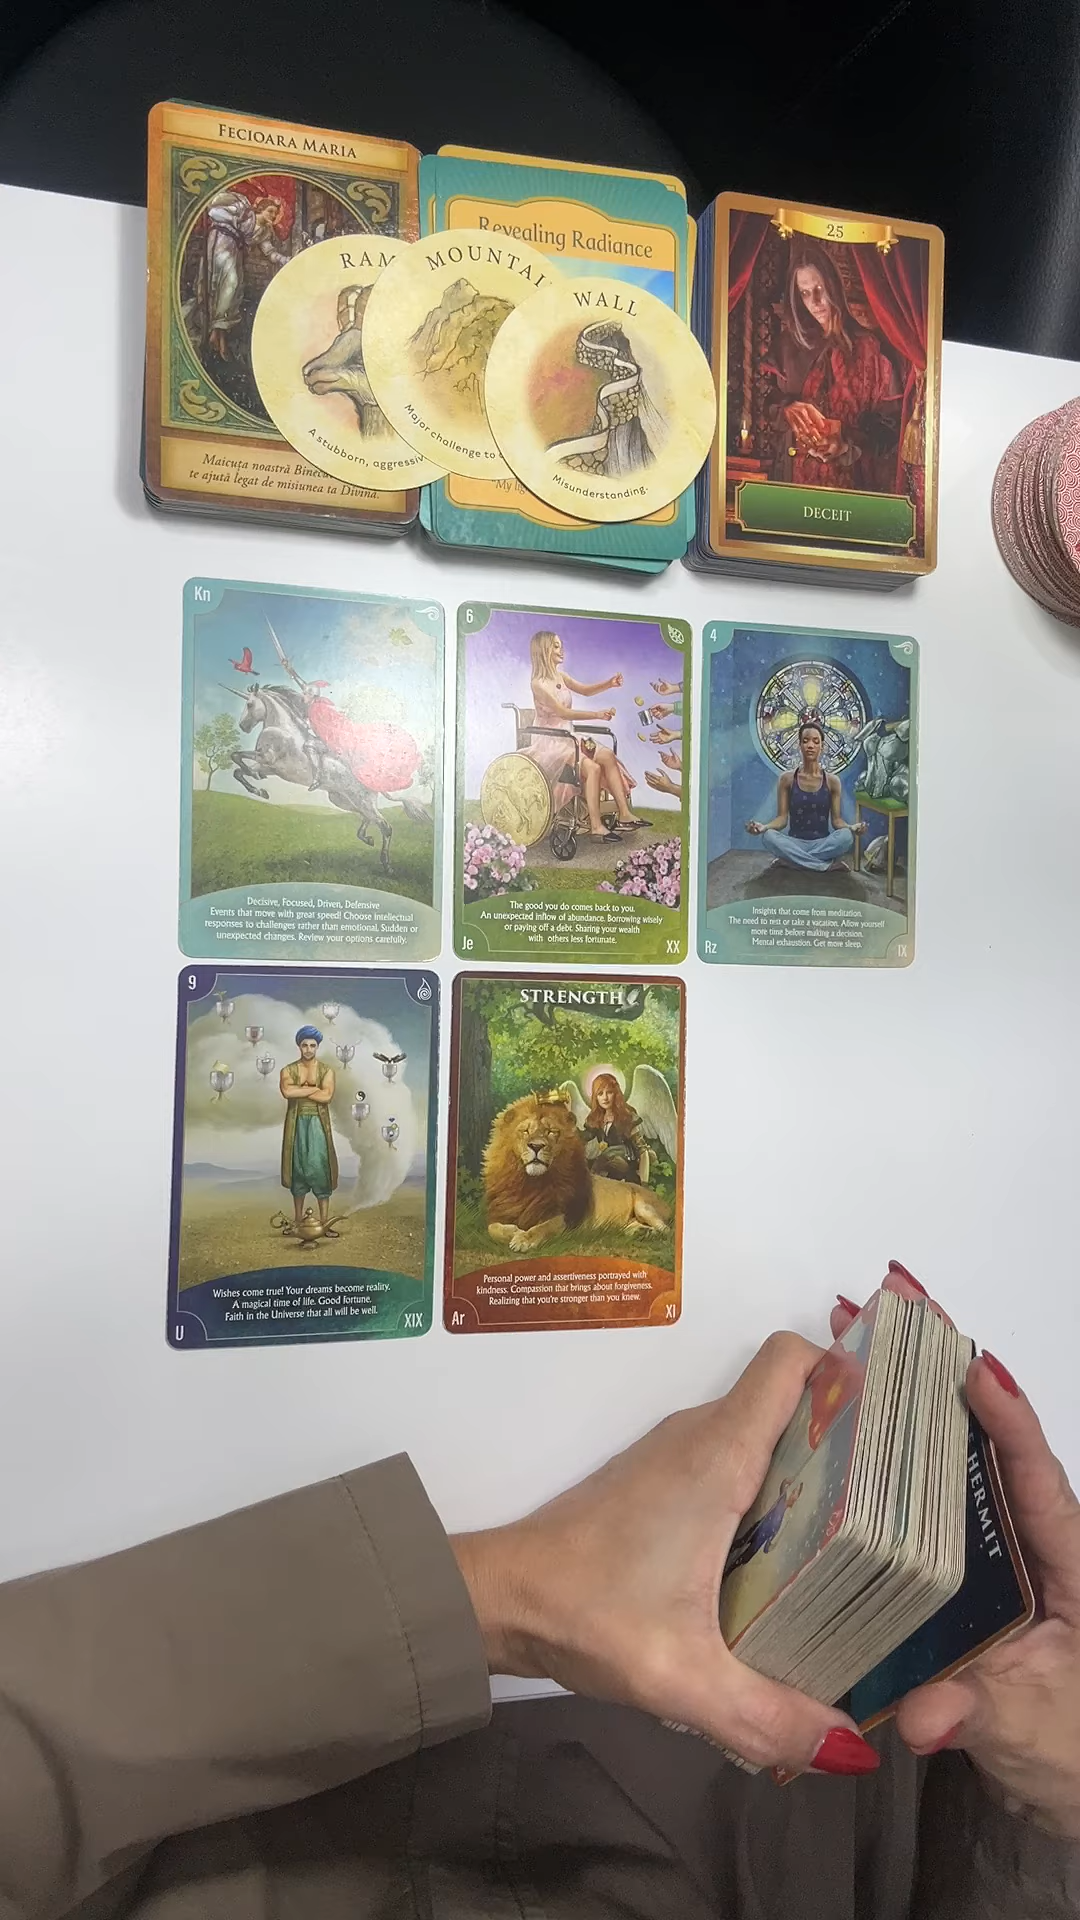 FECIOARA MARIA
Maicuța noastră
te ajută legat de misiunea ta Divină.
RAM
A stubborn, aggressiv
MOUNTAI
Major challenge to
WALL
Misunderstanding.
Revealing Radiance
"My
25
DECEIT
Kn
Decisive, Focused, Driven, Defensive
Events that move with great speed! Choose intellectual
responses to challenges rather than emotional. Sudden or
unexpected changes. Review your options carefully.
6
The good you do comes back to you.
An unexpected inflow of abundance. Borrowing wisely
or paying off a debt. Sharing your wealth
with others less fortunate.
Je
XX
4
Insights that come from meditation.
The need to rest or take a vacation. Allow yourself
more time before making a decision.
Mental exhaustion. Get more sleep.
Rz
IX
9
Wishes come true! Your dreams become reality.
A magical time of life. Good fortune.
Faith in the Universe that all will be well.
U
XIX
STRENGTH
Personal power and assertiveness portrayed with
kindness. Compassion that brings about forgiveness.
Realizing that you're stronger than you knew.
Ar
XI
E HERMIT